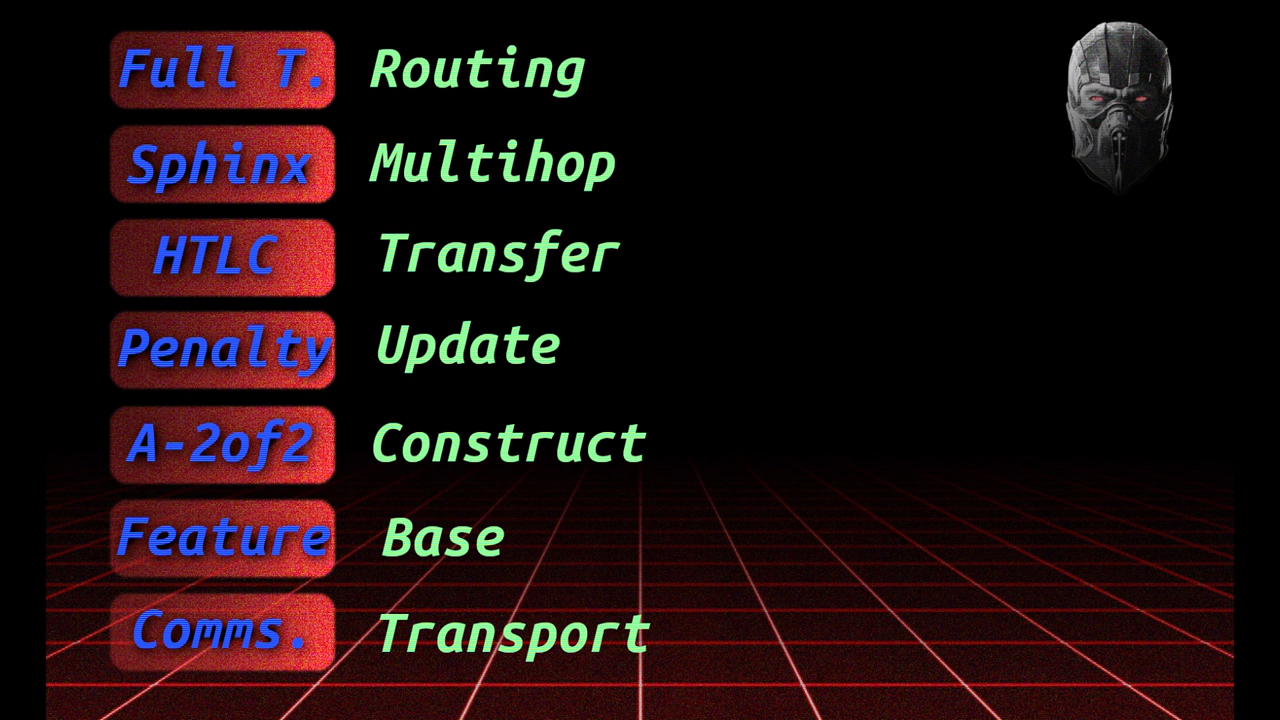 Full T. Routing
Sphinx Multihop
HTLC Transfer
Penalty Update
A-2of2 Construct
Feature Base
Comms. Transport